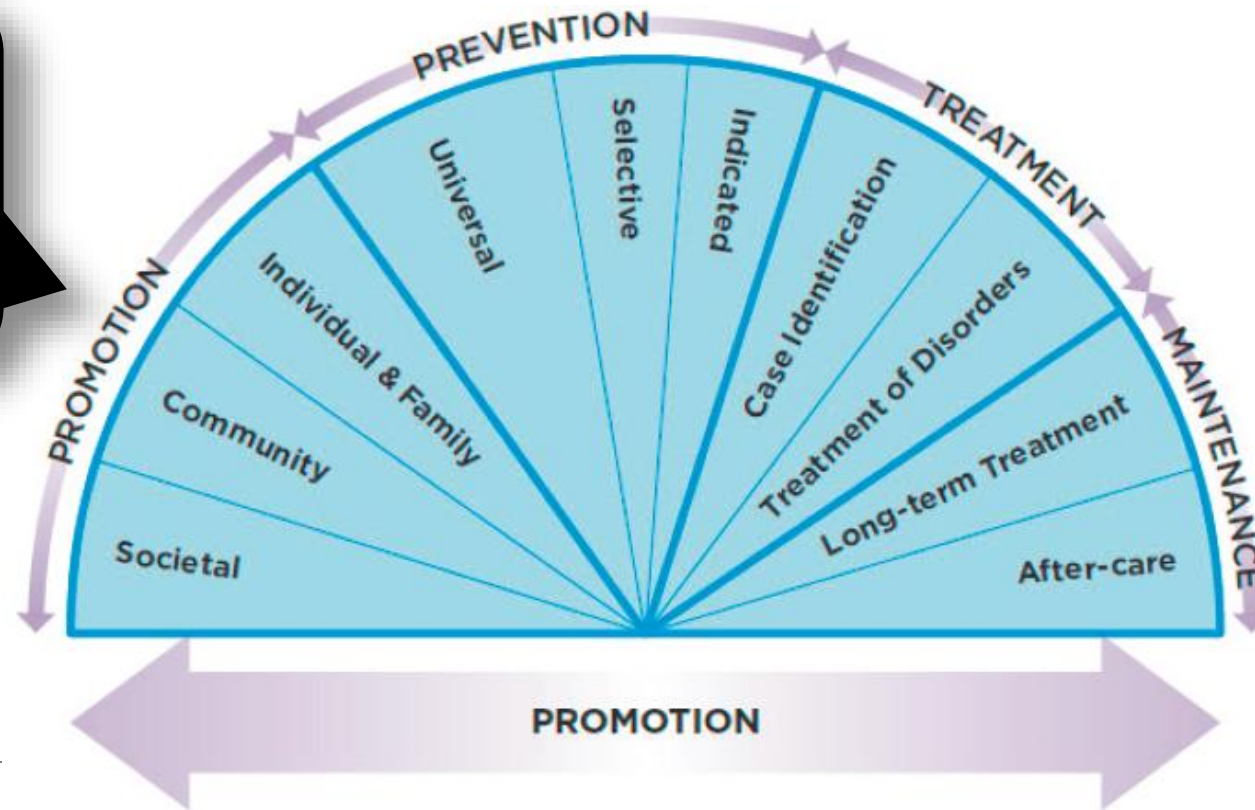 PROMOTION
PREVENTION
TREATMENT
MAINTENANCE
Societal
Community
Individual & Family
Universal
Selective
Indicated
Case Identification
Treatment of Disorders
Long-term Treatment
After-care
PROMOTION